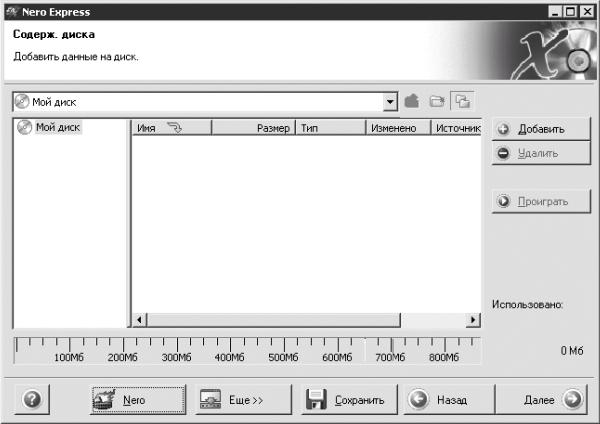 Nero Express
Содерж. диска
Добавить данные на диск.
Мой диск
Мой диск
Имя Размер Тип Изменено Источник
Добавить
Удалить
Проиграть
Использовано:
100Мб 200Мб 300Мб 400Мб 500Мб 600Мб 700Мб 800Мб
0 Мб
Nero Еще >> Сохранить Назад Далее